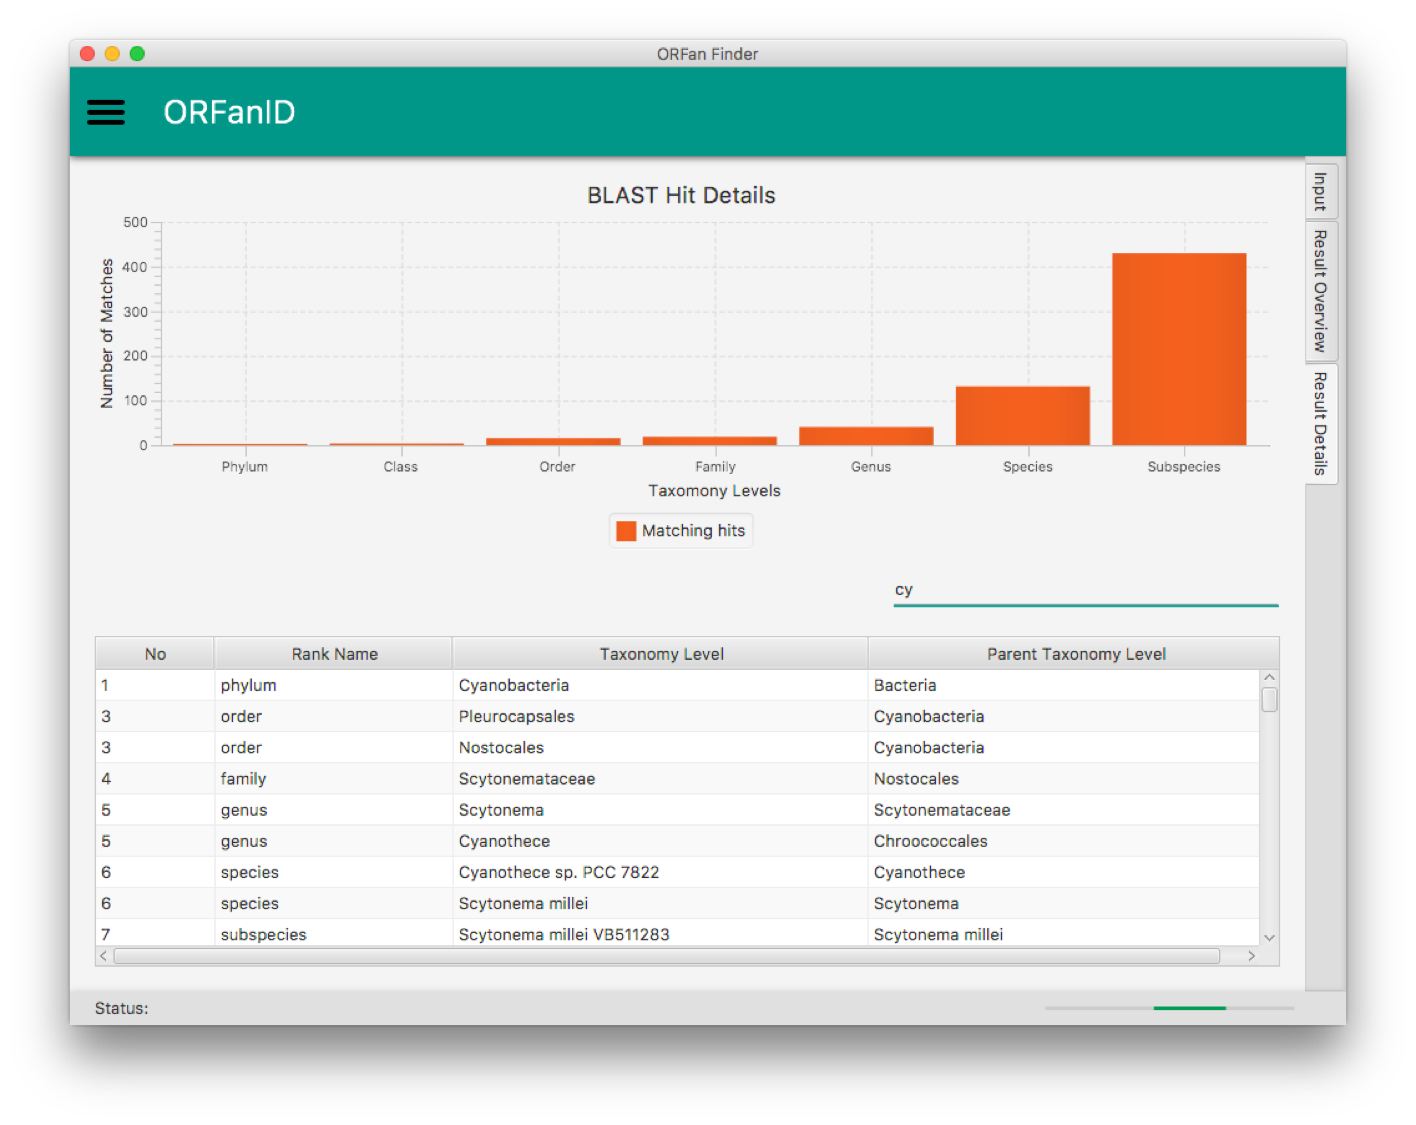 ORFan Finder
ORFanID
Input
Result Overview
Result Details
BLAST Hit Details
Number of Matches
500
400
300
200
100
0
Phylum Class Order Family Genus Species Subspecies
Taxomony Levels
Matching hits
cy
No Rank Name Taxonomy Level Parent Taxonomy Level
1 phylum Cyanobacteria Bacteria
3 order Pleurocapsales Cyanobacteria
3 order Nostocales Cyanobacteria
4 family Scytonemataceae Nostocales
5 genus Scytonema Scytonemataceae
5 genus Cyanothece Chroococcales
6 species Cyanothece sp. PCC 7822 Cyanothece
6 species Scytonema millei Scytonema
7 subspecies Scytonema millei VB511283 Scytonema millei
Status: